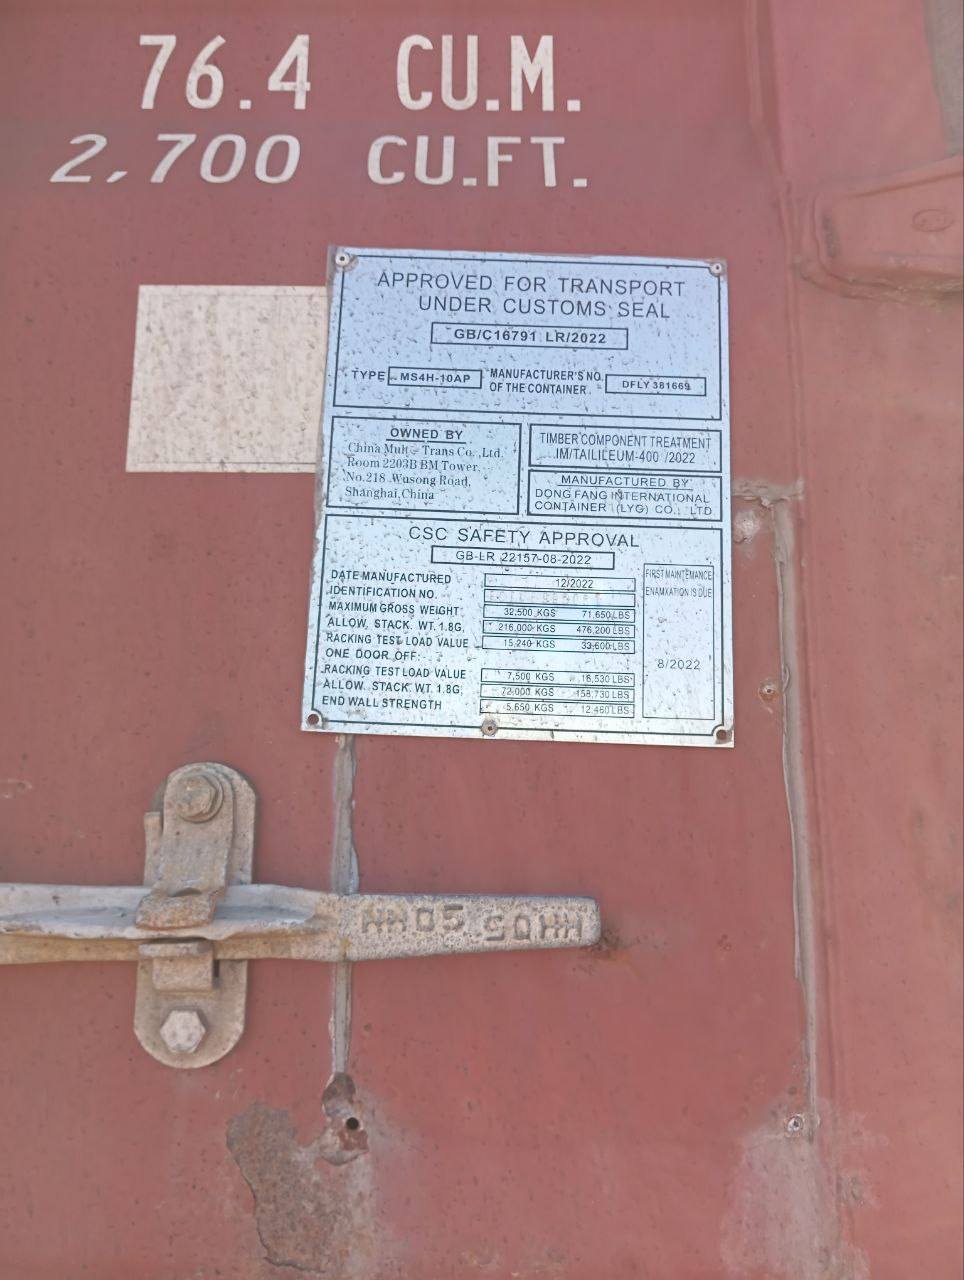 76.4 CU.M.
2,700 CU.FT.
APPROVED FOR TRANSPORT
UNDER CUSTOMS SEAL
GB/C16791 LR/2022
TYPE MS4H-10AP MANUFACTURER'S NO.
OF THE CONTAINER DFLY 381669
OWNED BY
China Mult - Trans Co.,Ltd.
Room 2203B BM Tower,
No.218 Wusong Road,
Shanghai,China
TIMBER COMPONENT TREATMENT
IM/TAILILEUM-400 /2022
MANUFACTURED BY
DONG FANG INTERNATIONAL
CONTAINER (LYG) CO., LTD
CSC SAFETY APPROVAL
GB-LR 22157-08-2022
DATE MANUFACTURED 12/2022
IDENTIFICATION NO.
MAXIMUM GROSS WEIGHT 32,500 KGS 71,650 LBS
ALLOW. STACK. WT. 1.8G. 216,000 KGS 476,200 LBS
RACKING TEST LOAD VALUE 15,240 KGS 33,600 LBS
ONE DOOR OFF:
RACKING TEST LOAD VALUE 7,500 KGS 16,530 LBS
ALLOW. STACK. WT. 1.8G. 72,000 KGS 158,730 LBS
END WALL STRENGTH 5,650 KGS 12,460 LBS
FIRST MAINTEMANCE
ENAMXATION IS DUE
8/2022